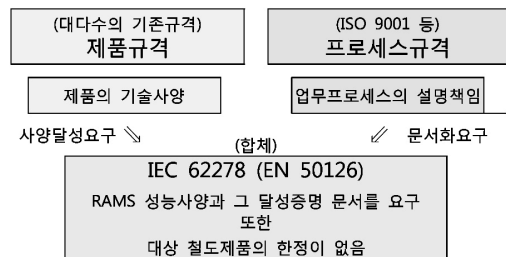 (대다수의 기존규격)
제품규격
(ISO 9001 등)
프로세스규격
제품의 기술사양
업무프로세스의 설명책임
사양달성요구
(합체)
문서화요구
IEC 62278 (EN 50126)
RAMS 성능사양과 그 달성증명 문서를 요구
또한
대상 철도제품의 한정이 없음